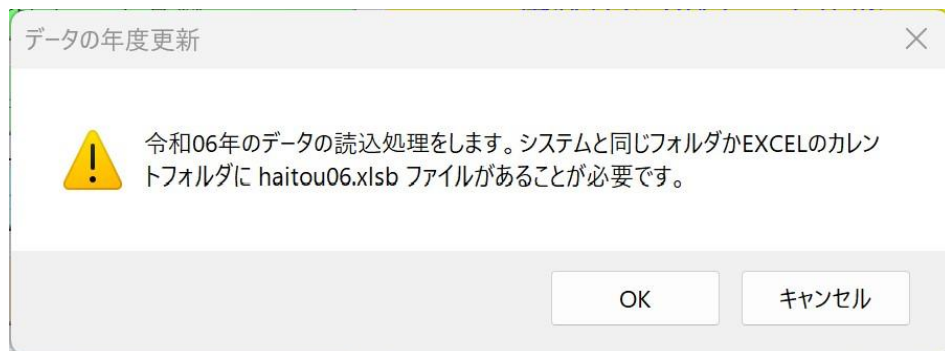 データの年度更新
令和06年のデータの読込処理をします。システムと同じフォルダかEXCELのカレン
トフォルダに haitou06.xlsb ファイルがあることが必要です。
OK
キャンセル